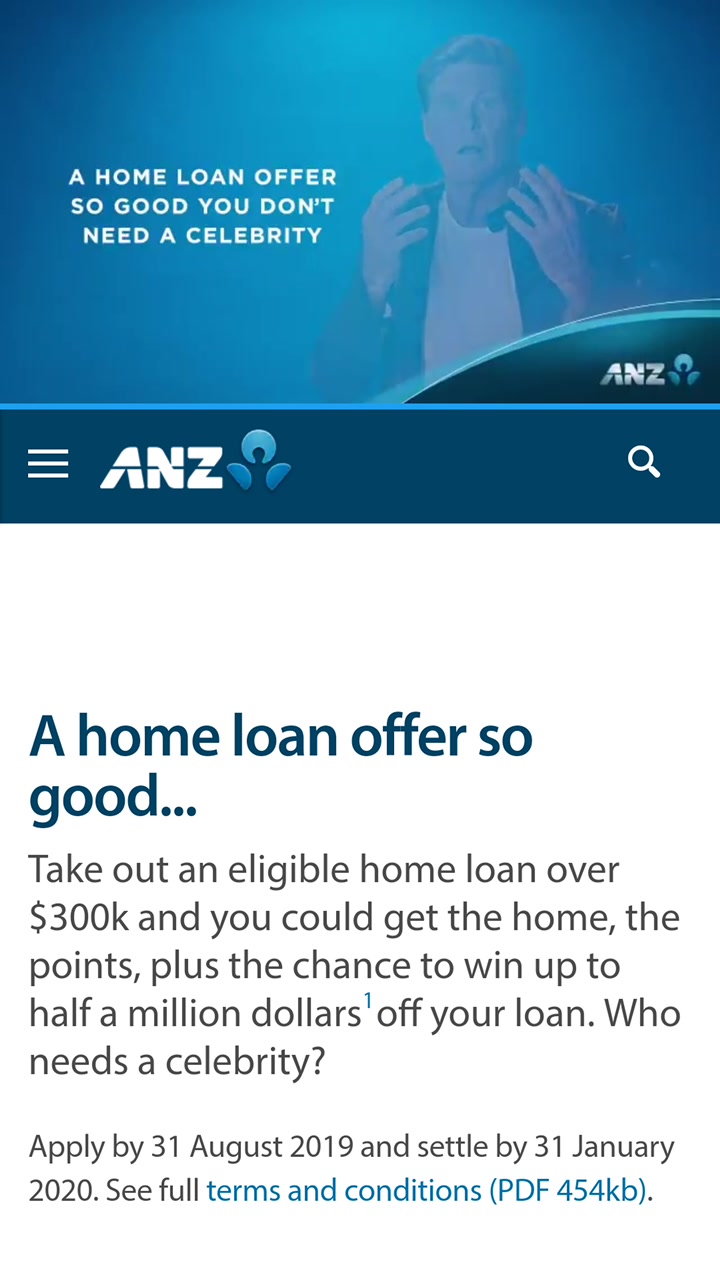 A HOME LOAN OFFER
SO GOOD YOU DON'T
NEED A CELEBRITY
ANZ
ANZ
A home loan offer so
good...
Take out an eligible home loan over
$300k and you could get the home, the
points, plus the chance to win up to
half a million dollars¹ off your loan. Who
needs a celebrity?
Apply by 31 August 2019 and settle by 31 January
2020. See full terms and conditions (PDF 454kb).